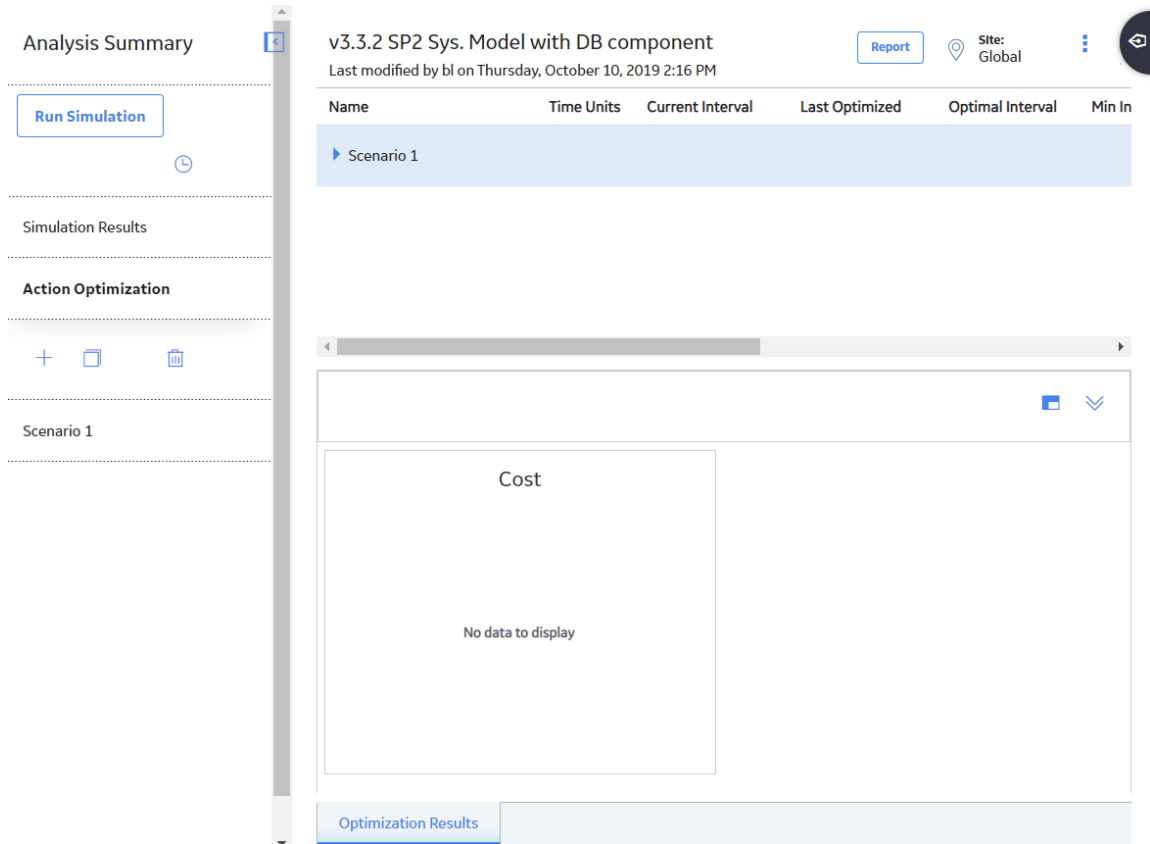 Analysis Summary
Run Simulation
Simulation Results
Action Optimization
Scenario 1
v3.3.2 SP2 Sys. Model with DB component
Last modified by bl on Thursday, October 10, 2019 2:16 PM
Report
Site:
Global
Name Time Units Current Interval Last Optimized Optimal Interval Min In
Scenario 1
Cost
No data to display
Optimization Results